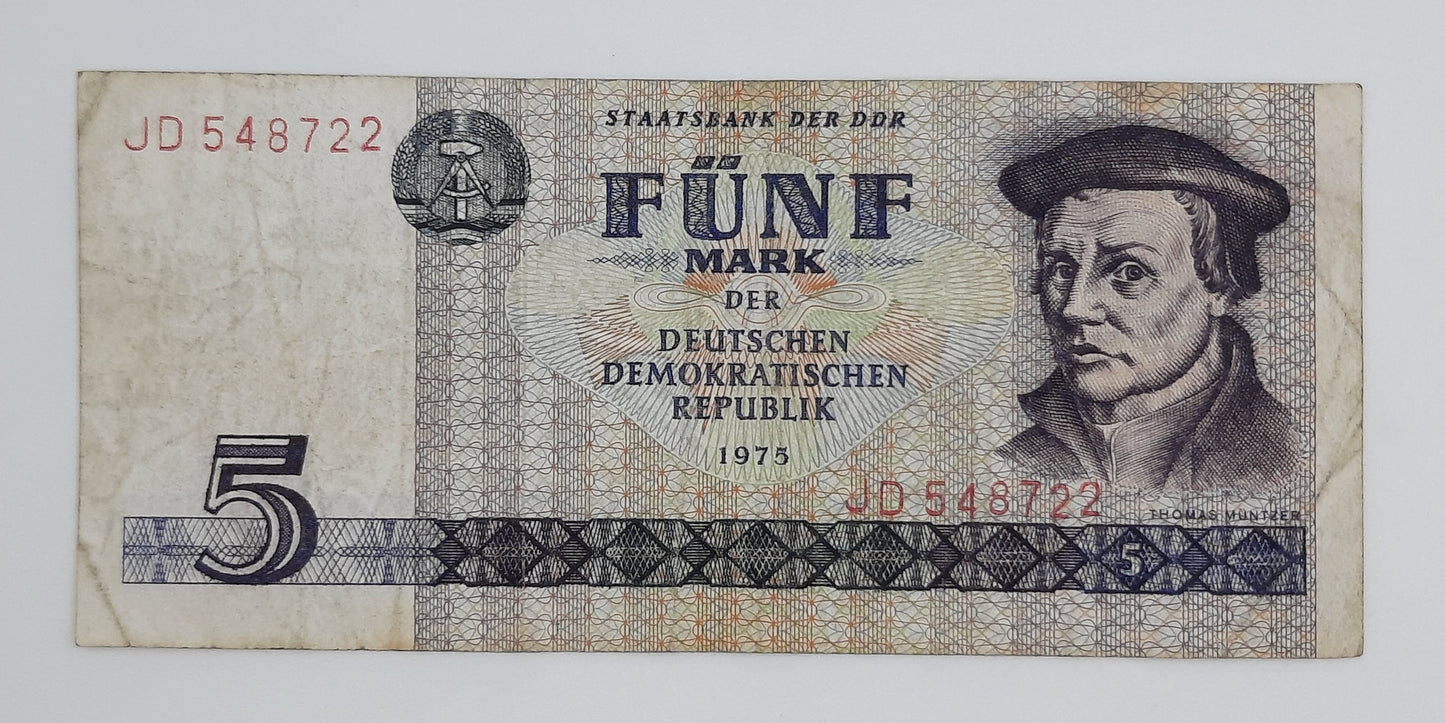 JD 548722
STAATSBANK DER DDR
FÜNF
MARK
DER
DEUTSCHEN
DEMOKRATISCHEN
REPUBLIK
1975
JD 548722
THOMAS MÜNTZER
5
5